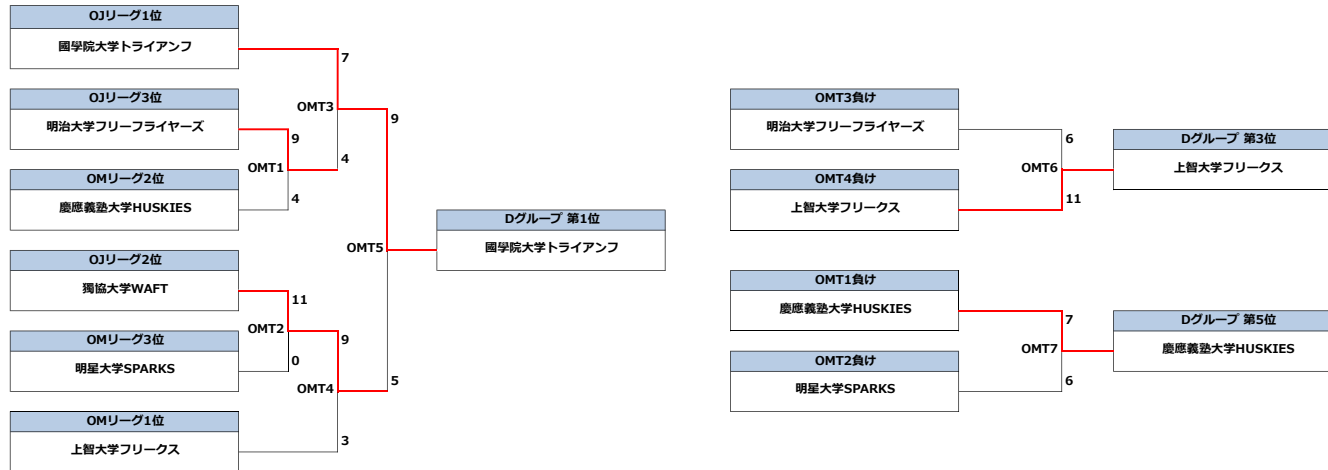 OJリーグ1位
國學院大学トライアンフ
7
OJリーグ3位
OMT3
明治大学フリーフライヤーズ
9
9
4
OMT1
OMリーグ2位
慶應義塾大学HUSKIES
4
Dグループ 第1位
OMT5
國學院大学トライアンフ
OJリーグ2位
獨協大学WAFT
11
OMT2
9
OMリーグ3位
0
明星大学SPARKS
OMT4
5
OMリーグ1位
上智大学フリークス
3
OMT3負け
明治大学フリーフライヤーズ
6
Dグループ 第3位
OMT6
上智大学フリークス
OMT4負け
11
上智大学フリークス
OMT1負け
慶應義塾大学HUSKIES
7
Dグループ 第5位
OMT7
慶應義塾大学HUSKIES
OMT2負け
6
明星大学SPARKS